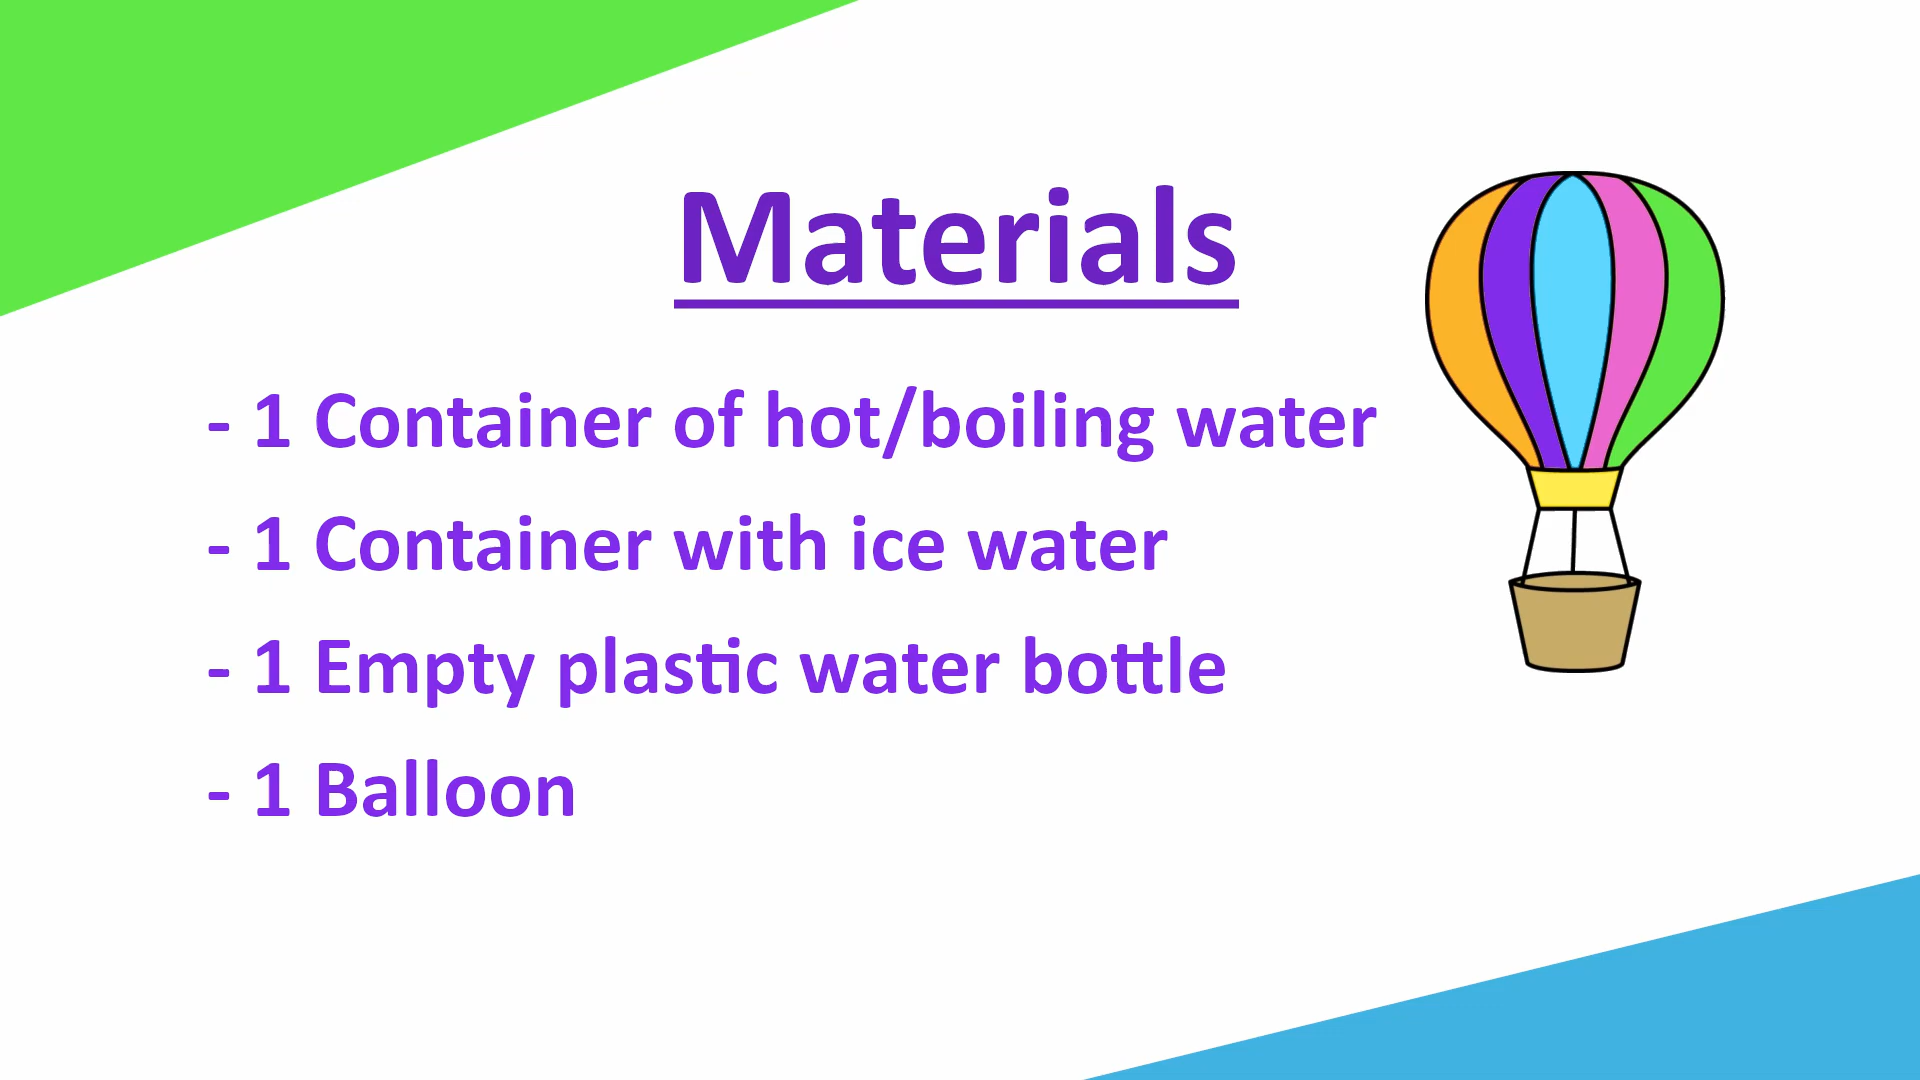 Materials
- 1 Container of hot/boiling water
- 1 Container with ice water
- 1 Empty plastic water bottle
- 1 Balloon